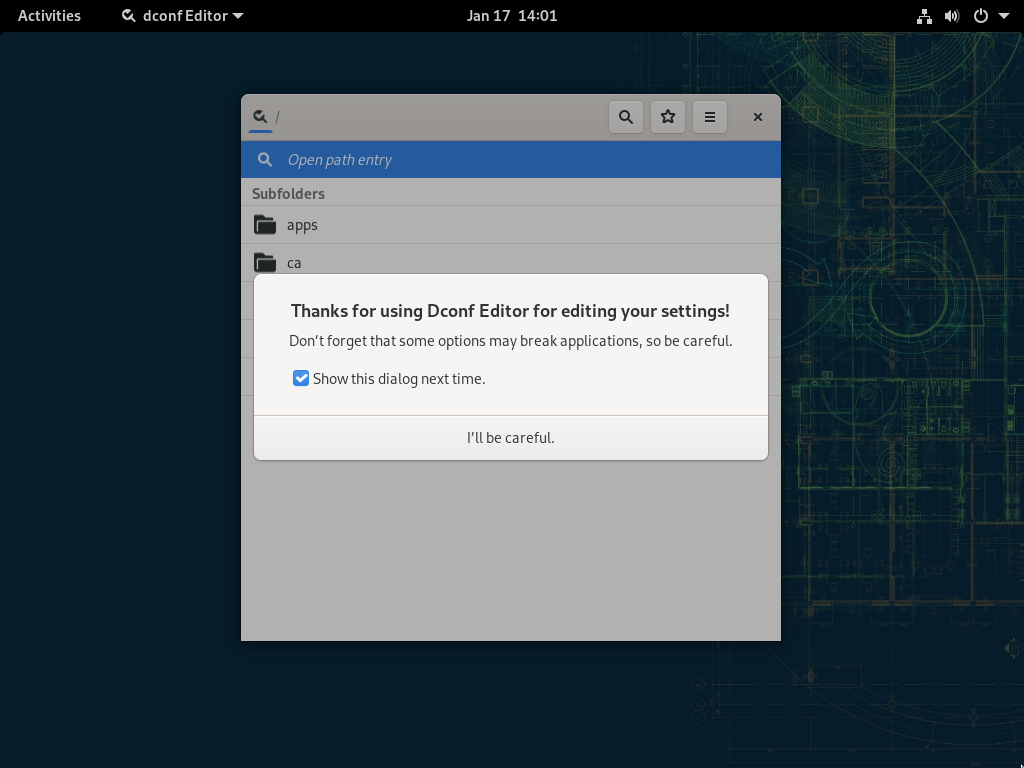 Activities
dconf Editor
Jan 17 14:01
/
Open path entry
Subfolders
apps
ca
Thanks for using Dconf Editor for editing your settings!
Don’t forget that some options may break applications, so be careful.
Show this dialog next time.
I’ll be careful.